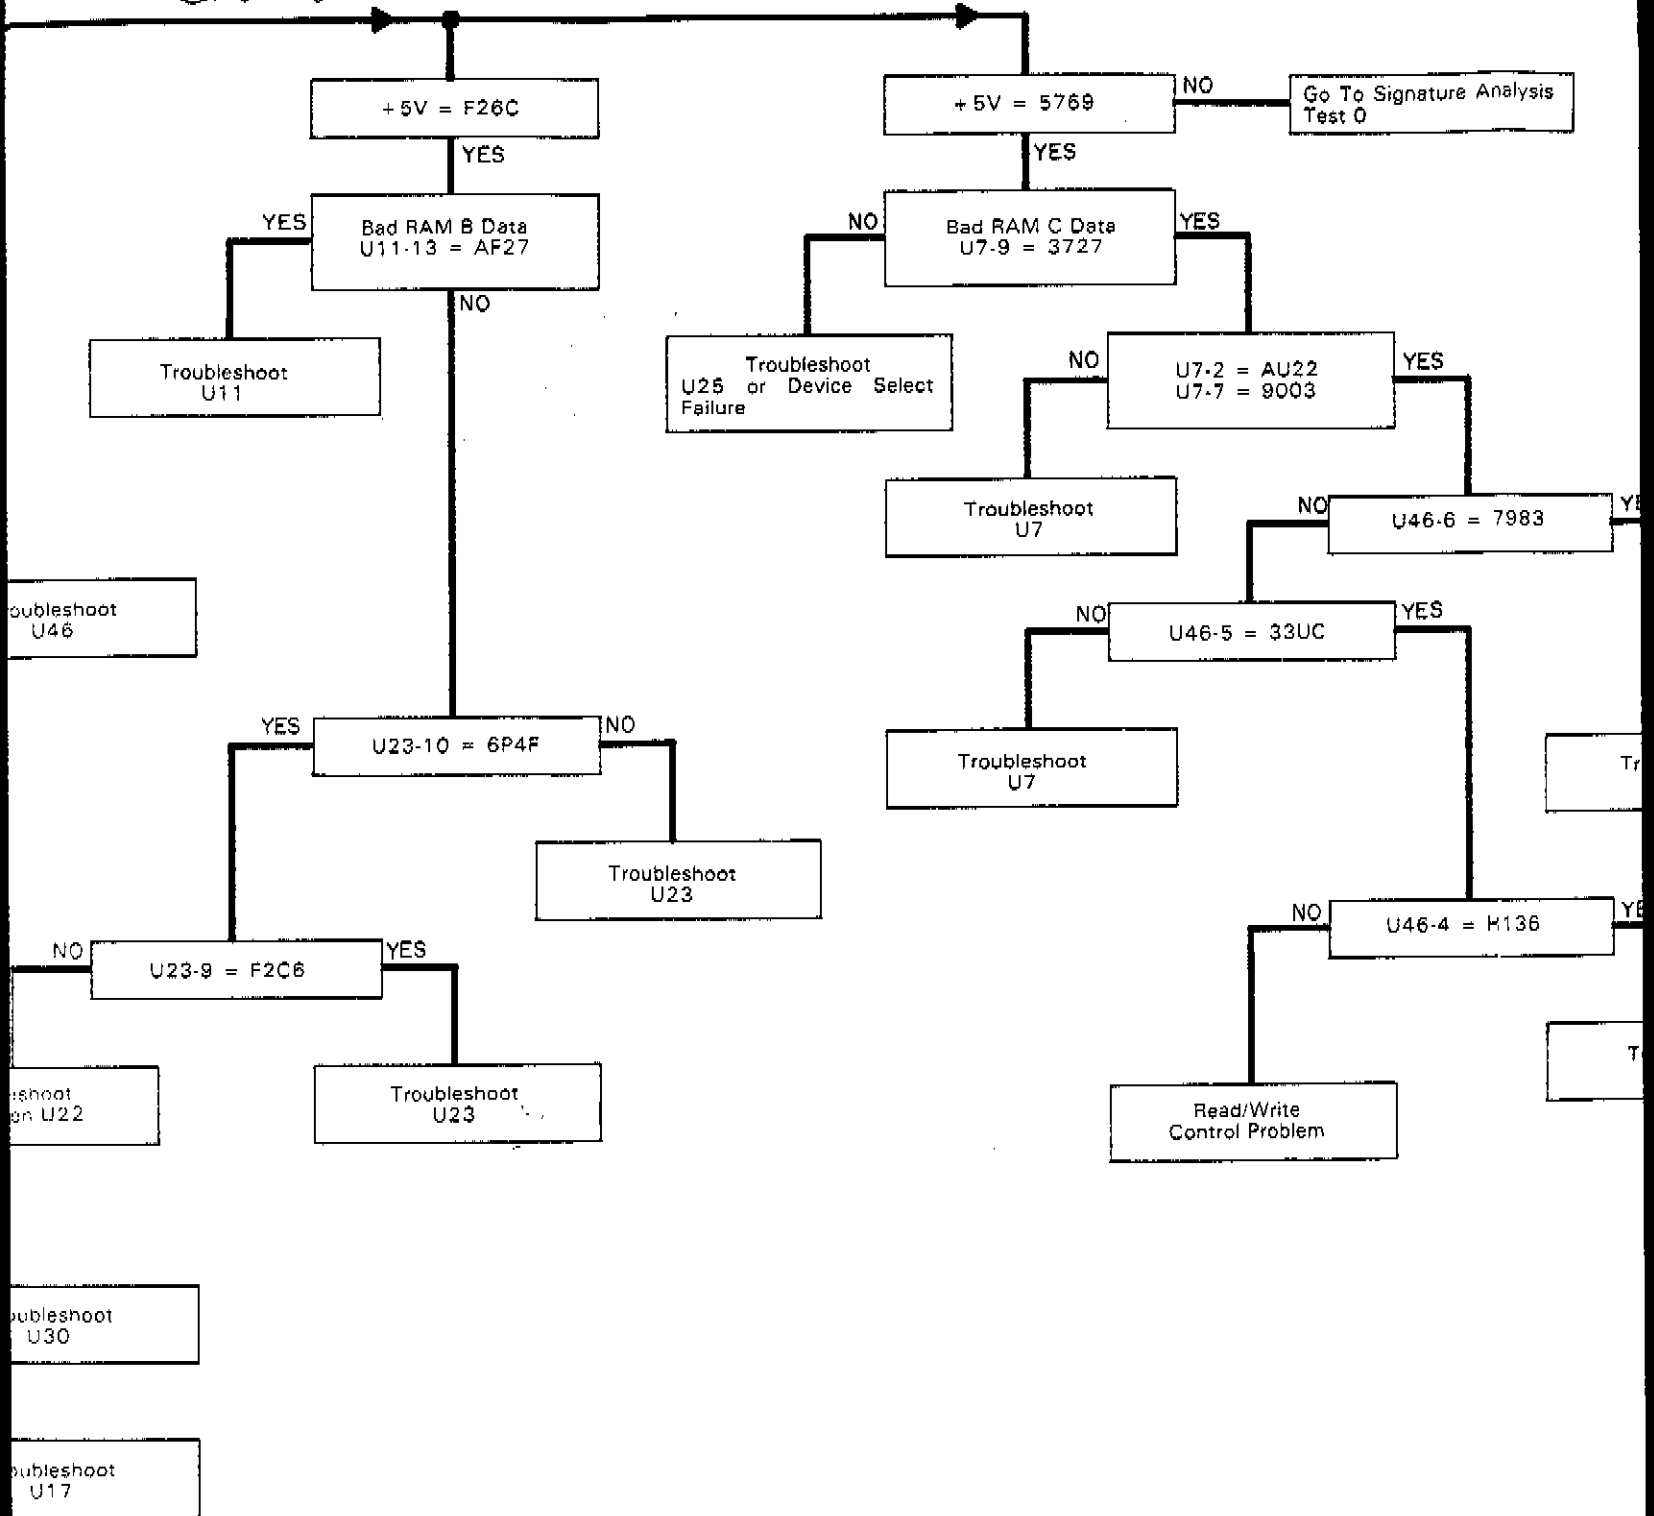 +5V = F26C
YES
YES
Bad RAM B Data
U11-13 = AF27
NO
Troubleshoot
U11
U46
YES
U23-10 = 6P4F
NO
Troubleshoot
U23
NO
U23-9 = F2C6
YES
U22
Troubleshoot
U23
U30
U17
+5V = 5769
NO
Go To Signature Analysis
Test 0
YES
NO
Bad RAM C Data
U7-9 = 3727
YES
Troubleshoot
U25 or Device Select
Failure
NO
U7-2 = AU22
U7-7 = 9003
YES
Troubleshoot
U7
NO
U46-6 = 7983
NO
U46-5 = 33UC
YES
Troubleshoot
U7
NO
U46-4 = H136
Read/Write
Control Problem